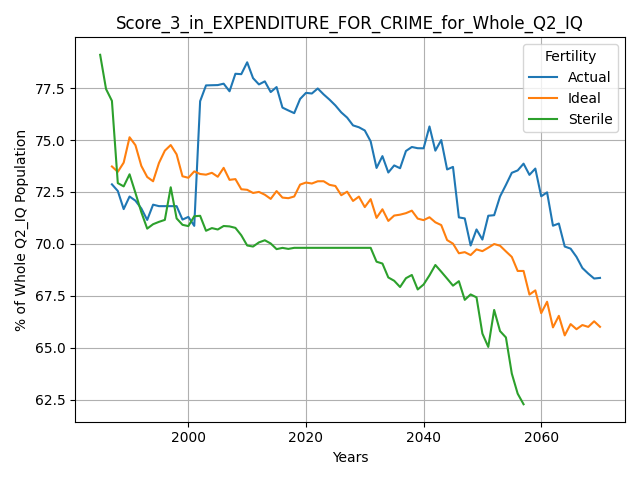 Score_3_in_EXPENDITURE_FOR_CRIME_for_Whole_Q2_IQ
Fertility
Actual
Ideal
Sterile
% of Whole Q2_IQ Population
77.5
75.0
72.5
70.0
67.5
65.0
62.5
2000
2020
2040
2060
Years